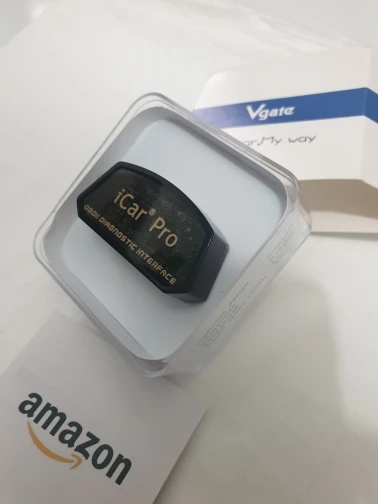 Vgate
My way
iCar® Pro
OBDII DIAGNOSTIC INTERFACE
amazon